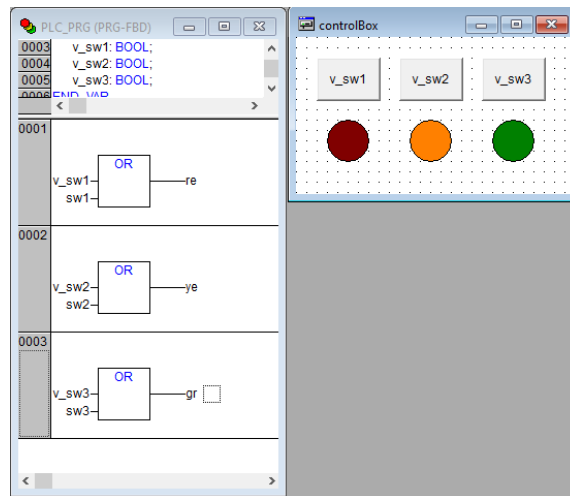 PLC_PRG (PRG-FBD)
0003 v_sw1: BOOL;
0004 v_sw2: BOOL;
0005 v_sw3: BOOL;
0006 END_VAR
0001
OR
v_sw1 re
sw1
0002
OR
v_sw2 ye
sw2
0003
OR
v_sw3 gr
sw3
controlBox
v_sw1 v_sw2 v_sw3